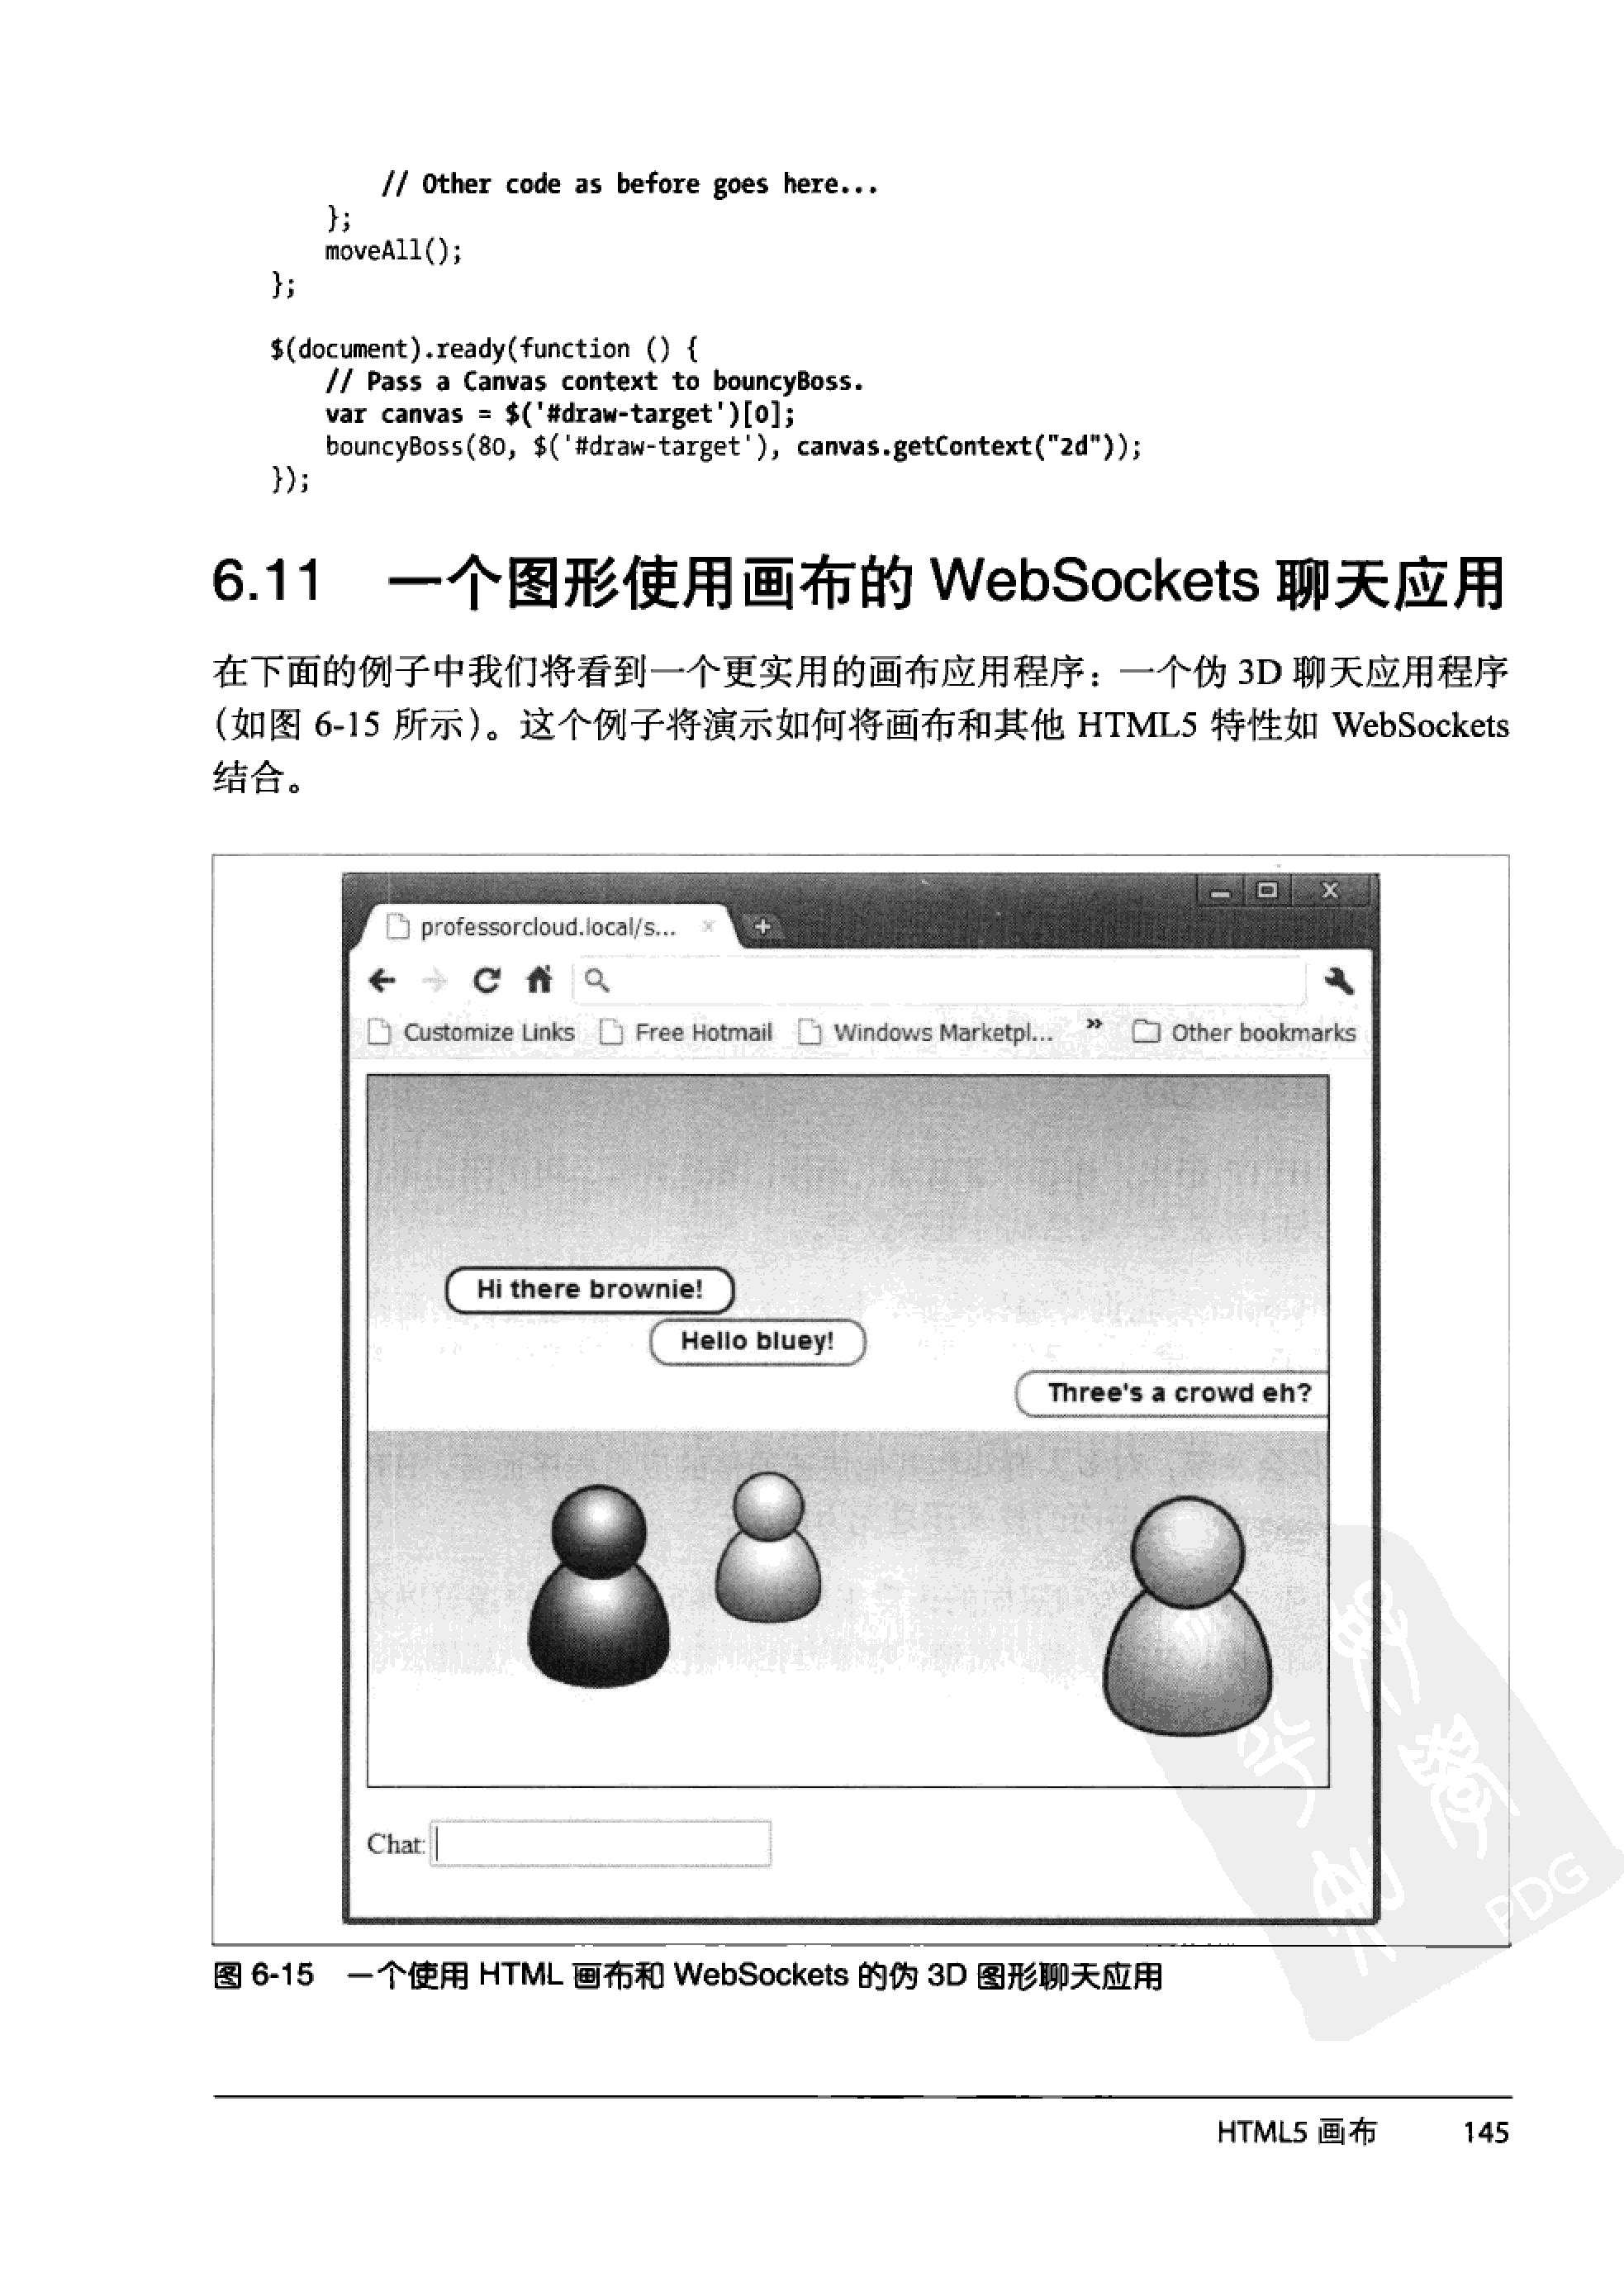 // Other code as before goes here...
};
moveAll();
};
$(document).ready(function () {
// Pass a Canvas context to bouncyBoss.
var canvas = $('#draw-target')[0];
bouncyBoss(80, $('#draw-target'), canvas.getContext("2d"));
});
6.11 一个图形使用画布的 WebSockets 聊天应用
在下面的例子中我们将看到一个更实用的画布应用程序：一个伪 3D 聊天应用程序
（如图 6-15 所示）。这个例子将演示如何将画布和其他 HTML5 特性如 WebSockets
结合。
professorcloud.local/s...
Customize Links Free Hotmail Windows Marketpl... » Other bookmarks
Hi there brownie!
Hello bluey!
Three's a crowd eh?
Chat:
PDG
图 6-15 一个使用 HTML 画布和 WebSockets 的伪 3D 图形聊天应用
HTML5 画布 145